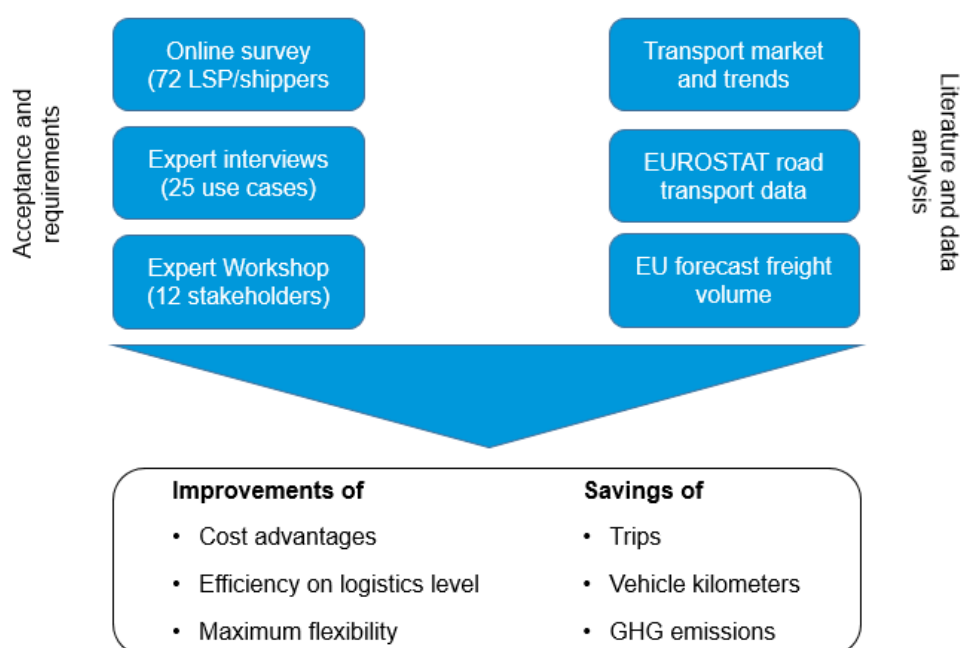 Acceptance and
requirements
Online survey
(72 LSP/shippers
Expert interviews
(25 use cases)
Expert Workshop
(12 stakeholders)
Transport market
and trends
EUROSTAT road
transport data
EU forecast freight
volume
Literature and data
analysis
Improvements of
• Cost advantages
• Efficiency on logistics level
• Maximum flexibility
Savings of
• Trips
• Vehicle kilometers
• GHG emissions